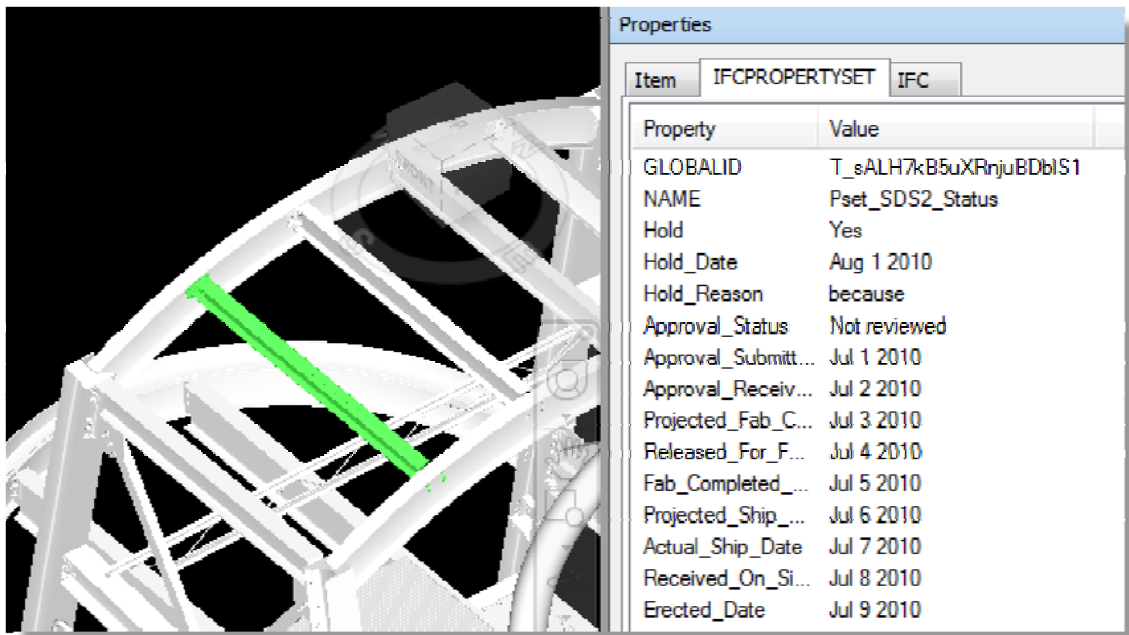 Properties
Item IFCPROPERTYSET IFC
Property Value
GLOBALID T_sALH7kB5uXRnjuBDbIS1
NAME Pset_SDS2_Status
Hold Yes
Hold_Date Aug 1 2010
Hold_Reason because
Approval_Status Not reviewed
Approval_Submitt... Jul 1 2010
Approval_Receiv... Jul 2 2010
Projected_Fab_C... Jul 3 2010
Released_For_F... Jul 4 2010
Fab_Completed_... Jul 5 2010
Projected_Ship_... Jul 6 2010
Actual_Ship_Date Jul 7 2010
Received_On_Si... Jul 8 2010
Erected_Date Jul 9 2010
FRONT